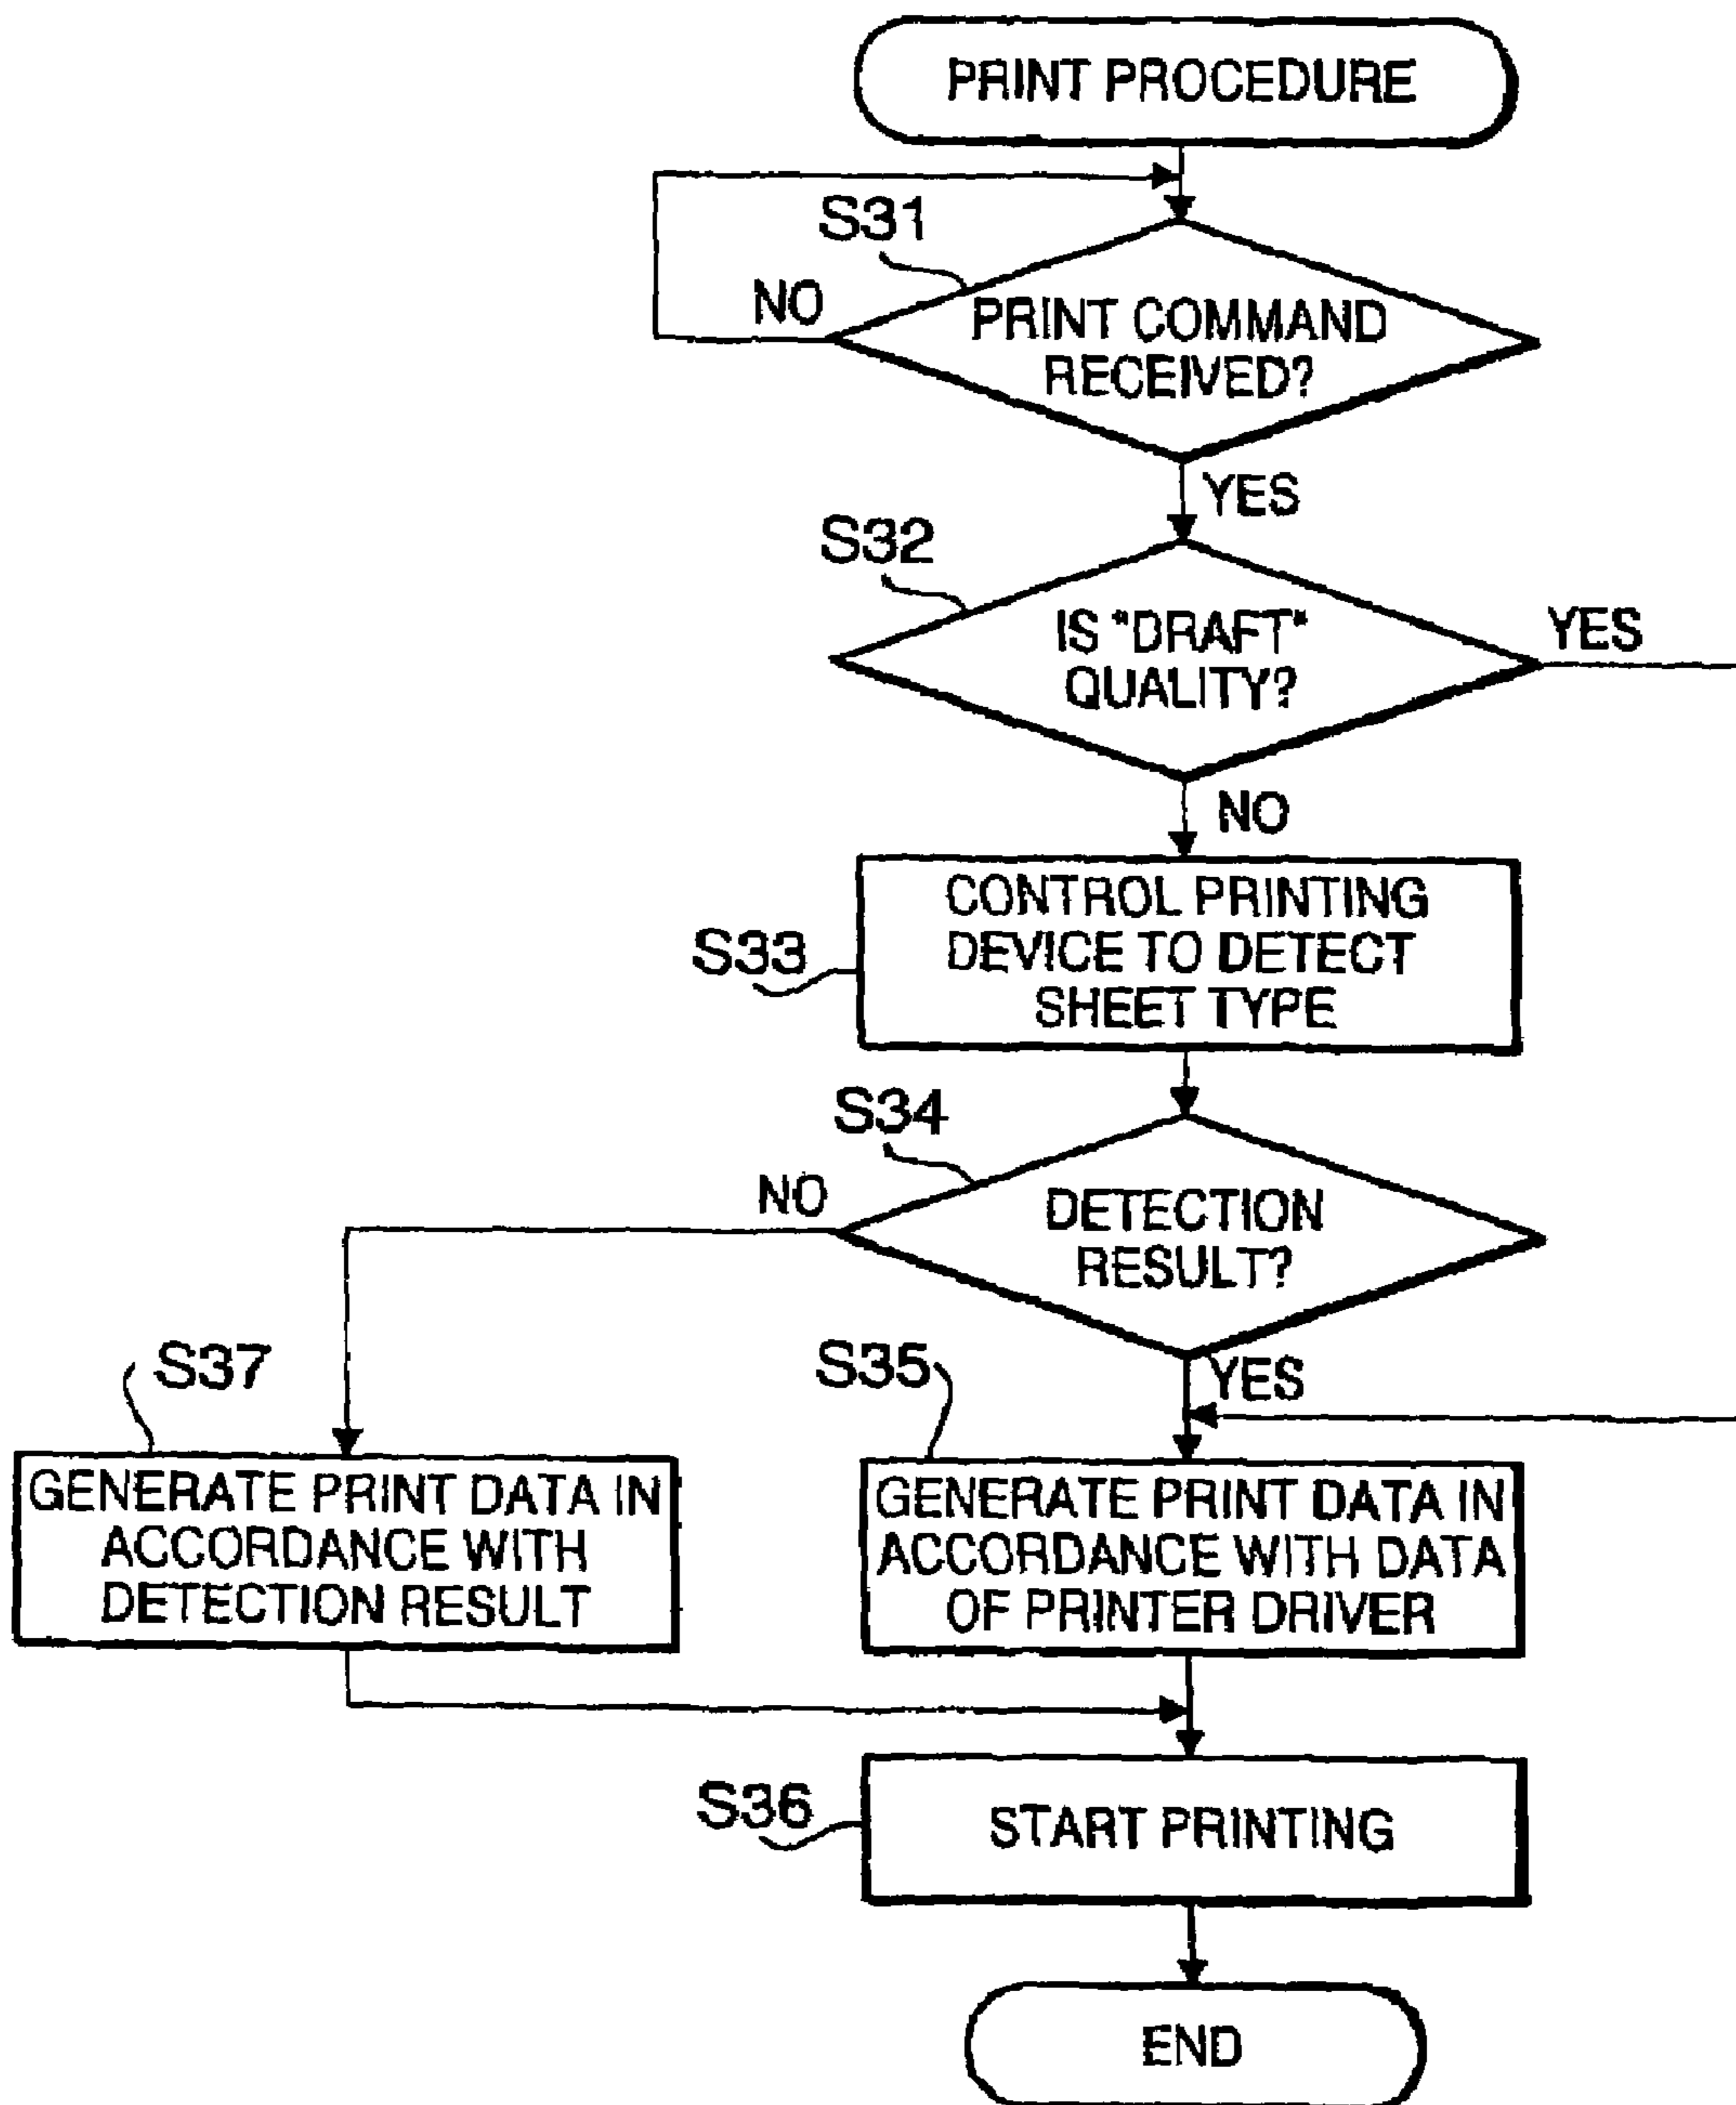 PRINT PROCEDURE
S31
NO
PRINT COMMAND
RECEIVED?
YES
S32
IS "DRAFT"
QUALITY?
YES
NO
S33
CONTROL PRINTING
DEVICE TO DETECT
SHEET TYPE
S34
NO
DETECTION
RESULT?
YES
S37
GENERATE PRINT DATA IN
ACCORDANCE WITH
DETECTION RESULT
S35
GENERATE PRINT DATA IN
ACCORDANCE WITH DATA
OF PRINTER DRIVER
S36
START PRINTING
END